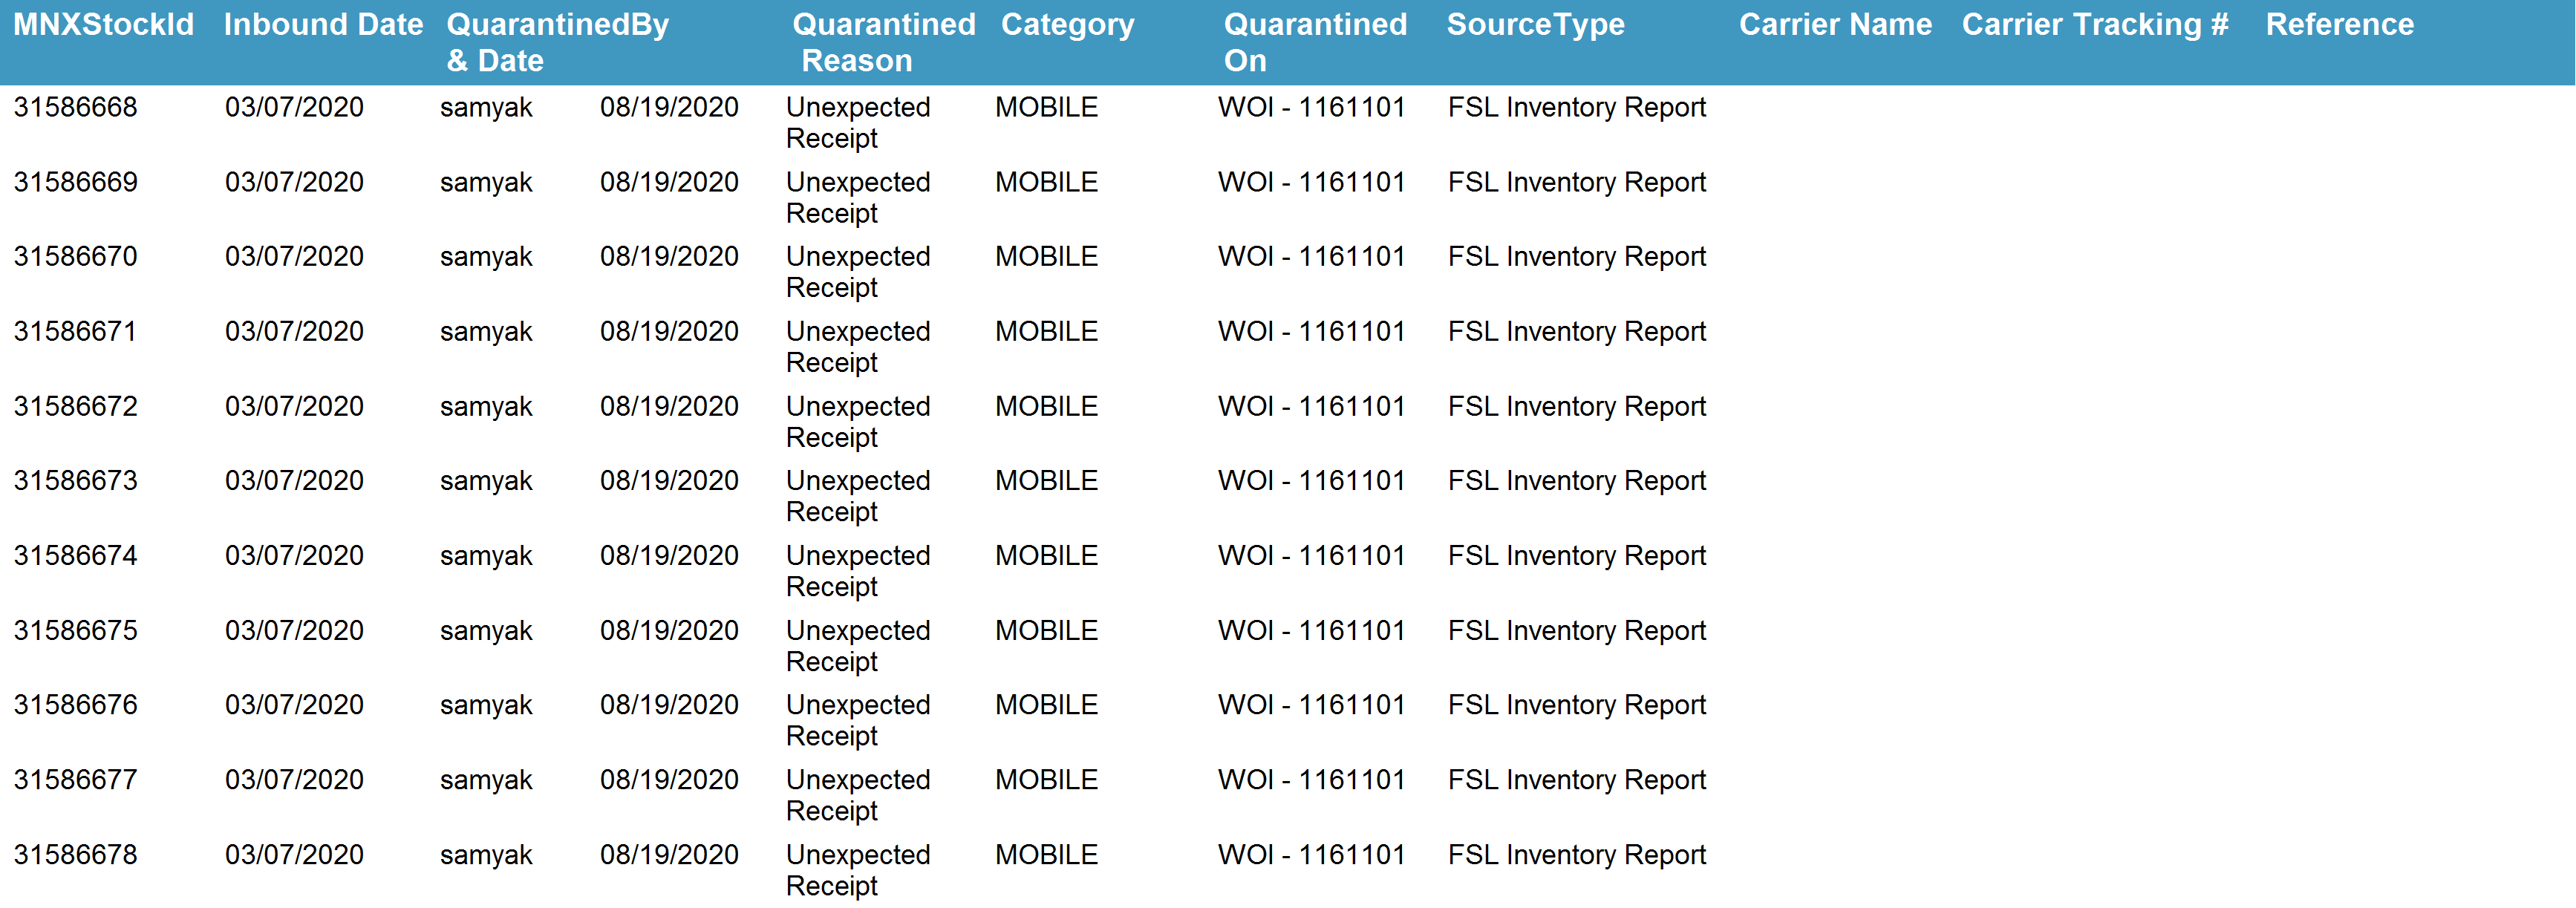 MNXStockId Inbound Date QuarantinedBy Quarantined Category Quarantined SourceType Carrier Name Carrier Tracking # Reference
& Date Reason On
31586668 03/07/2020 samyak 08/19/2020 Unexpected MOBILE WOI - 1161101 FSL Inventory Report
Receipt
31586669 03/07/2020 samyak 08/19/2020 Unexpected MOBILE WOI - 1161101 FSL Inventory Report
Receipt
31586670 03/07/2020 samyak 08/19/2020 Unexpected MOBILE WOI - 1161101 FSL Inventory Report
Receipt
31586671 03/07/2020 samyak 08/19/2020 Unexpected MOBILE WOI - 1161101 FSL Inventory Report
Receipt
31586672 03/07/2020 samyak 08/19/2020 Unexpected MOBILE WOI - 1161101 FSL Inventory Report
Receipt
31586673 03/07/2020 samyak 08/19/2020 Unexpected MOBILE WOI - 1161101 FSL Inventory Report
Receipt
31586674 03/07/2020 samyak 08/19/2020 Unexpected MOBILE WOI - 1161101 FSL Inventory Report
Receipt
31586675 03/07/2020 samyak 08/19/2020 Unexpected MOBILE WOI - 1161101 FSL Inventory Report
Receipt
31586676 03/07/2020 samyak 08/19/2020 Unexpected MOBILE WOI - 1161101 FSL Inventory Report
Receipt
31586677 03/07/2020 samyak 08/19/2020 Unexpected MOBILE WOI - 1161101 FSL Inventory Report
Receipt
31586678 03/07/2020 samyak 08/19/2020 Unexpected MOBILE WOI - 1161101 FSL Inventory Report
Receipt